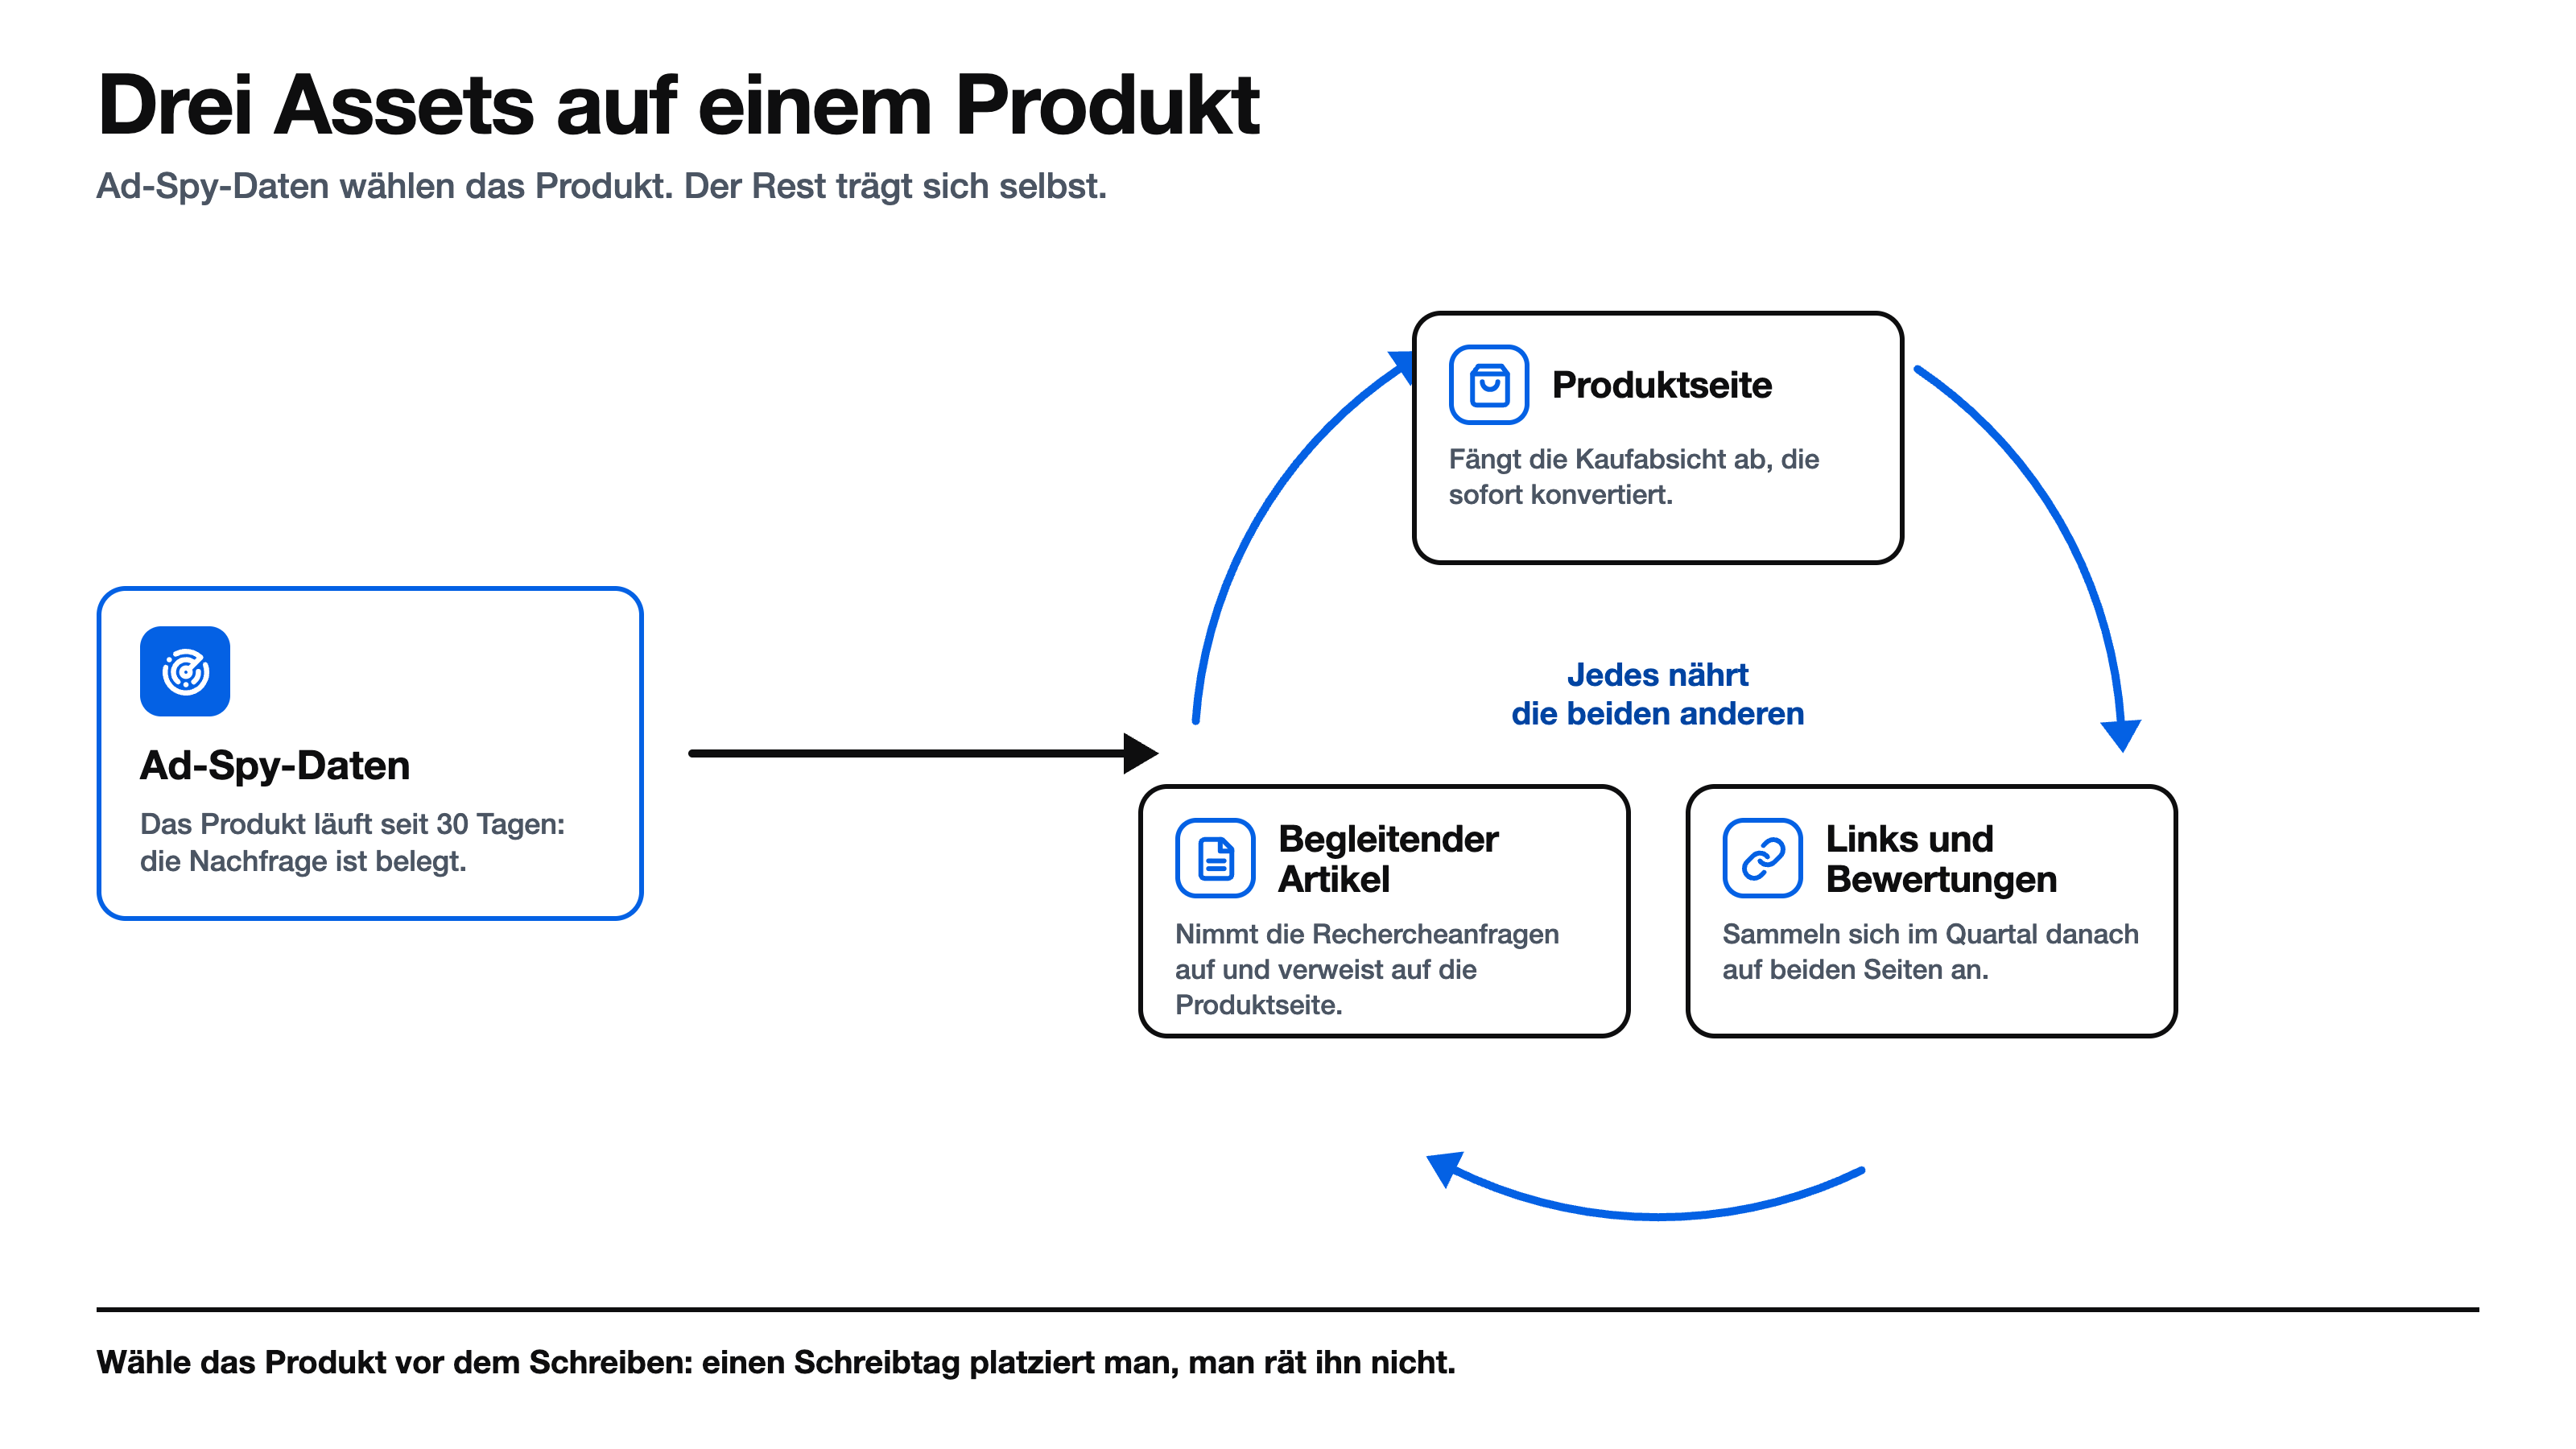 Drei Assets auf einem Produkt
Ad-Spy-Daten wählen das Produkt. Der Rest trägt sich selbst.
Produktseite
Fängt die Kaufabsicht ab, die
sofort konvertiert.
Jedes nährt
die beiden anderen
Ad-Spy-Daten
Das Produkt läuft seit 30 Tagen:
die Nachfrage ist belegt.
Begleitender
Artikel
Nimmt die Rechercheanfragen
auf und verweist auf die
Produktseite.
Links und
Bewertungen
Sammeln sich im Quartal danach
auf beiden Seiten an.
Wähle das Produkt vor dem Schreiben: einen Schreibtag platziert man, man rät ihn nicht.